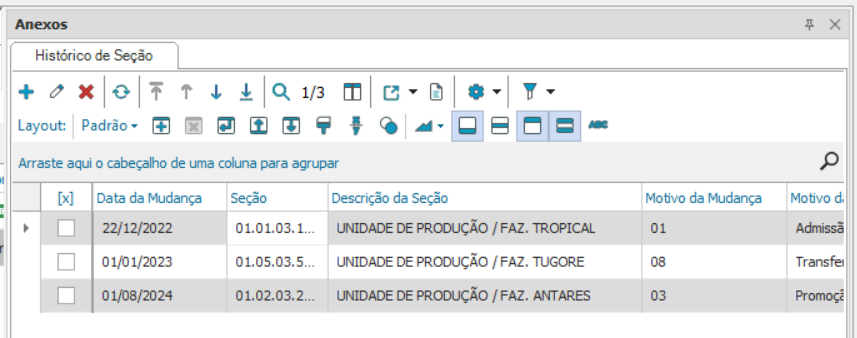 Anexos
Histórico de Seção
1/3
Layout: Padrão
ABC
Arraste aqui o cabeçalho de uma coluna para agrupar
[x] Data da Mudança Seção Descrição da Seção Motivo da Mudança Motivo d
22/12/2022 01.01.03.1... UNIDADE DE PRODUÇÃO / FAZ. TROPICAL 01 Admissã
01/01/2023 01.05.03.5... UNIDADE DE PRODUÇÃO / FAZ. TUGORE 08 Transfer
01/08/2024 01.02.03.2... UNIDADE DE PRODUÇÃO / FAZ. ANTARES 03 Promoçã